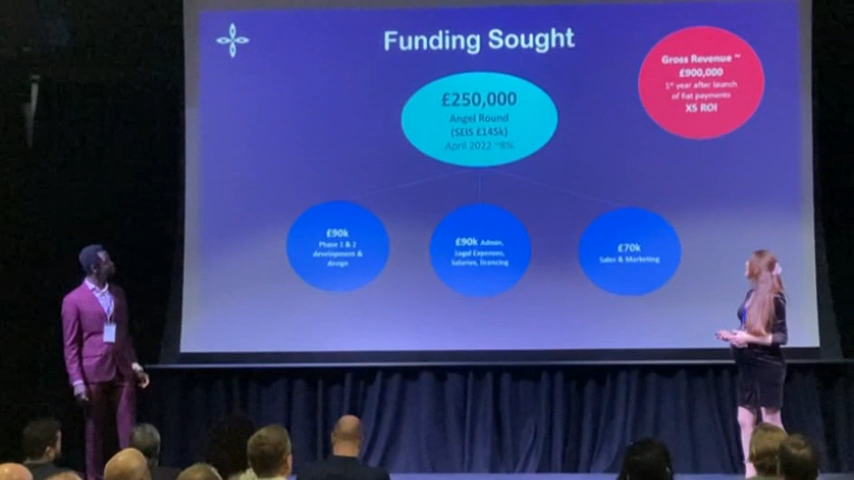 Funding Sought
Gross Revenue ~
£900,000
1st year after launch
of fiat payments
X5 ROI
£250,000
Angel Round
(SEIS £145k)
April 2022 ~8%
£90k
Phase 1 & 2
development &
design
£90k Admin,
Legal Expenses,
Salaries, licencing
£70k
Sales & Marketing